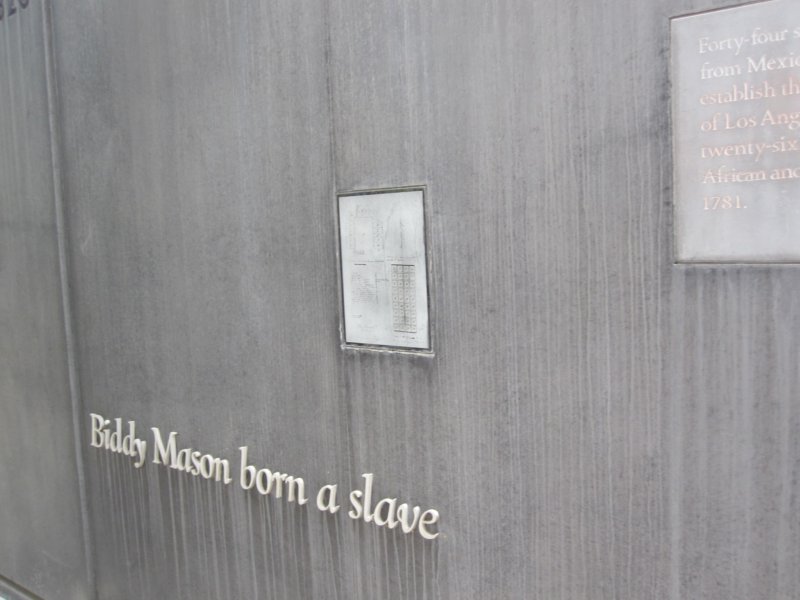 Forty-four
from Mexic
establish th
of Los Ang
twenty-six
African and
1781.
Biddy Mason born a slave